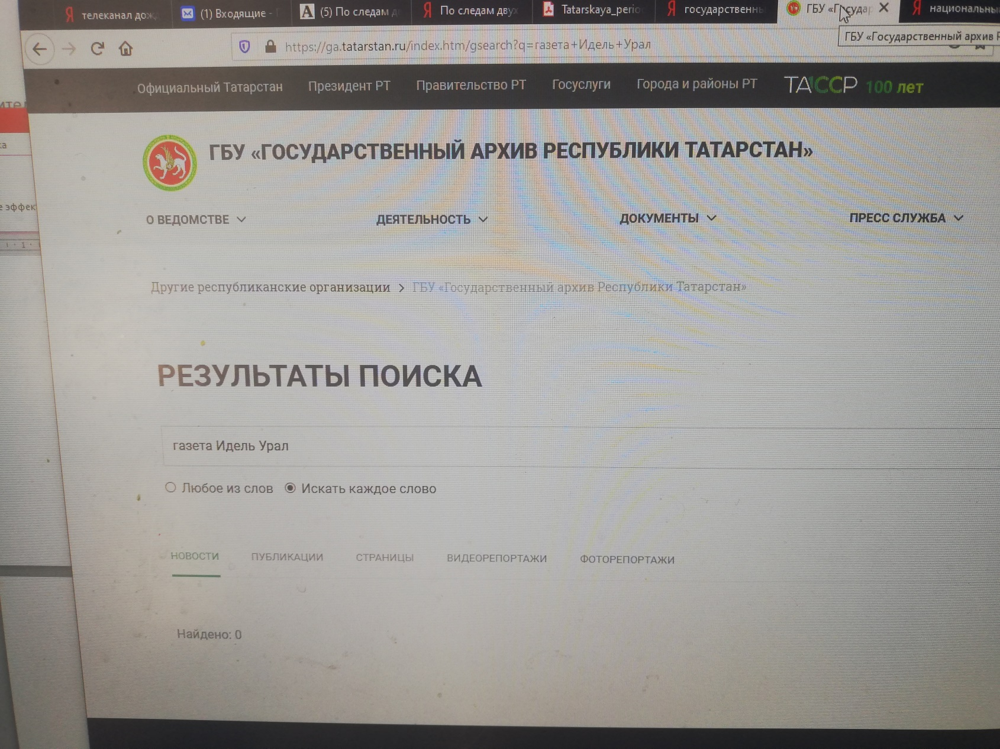 телеканал дож
(1) Входящие -
(5) По следам д
По следам двух
Tatarskaya_perio
государственны
ГБУ «Государ
национальны
https://ga.tatarstan.ru/index.htm/gsearch?q=газета+Идель+Урал
ГБУ «Государственный архив Р
Официальный Татарстан
Президент РТ
Правительство РТ
Госуслуги
Города и районы РТ
ТАССР 100 лет
ГБУ «ГОСУДАРСТВЕННЫЙ АРХИВ РЕСПУБЛИКИ ТАТАРСТАН»
е эффек
О ВЕДОМСТВЕ
ДЕЯТЕЛЬНОСТЬ
ДОКУМЕНТЫ
ПРЕСС СЛУЖБА
Другие республиканские организации > ГБУ «Государственный архив Республики Татарстан»
РЕЗУЛЬТАТЫ ПОИСКА
газета Идель Урал
Любое из слов
Искать каждое слово
НОВОСТИ
ПУБЛИКАЦИИ
СТРАНИЦЫ
ВИДЕОРЕПОРТАЖИ
ФОТОРЕПОРТАЖИ
Найдено: 0